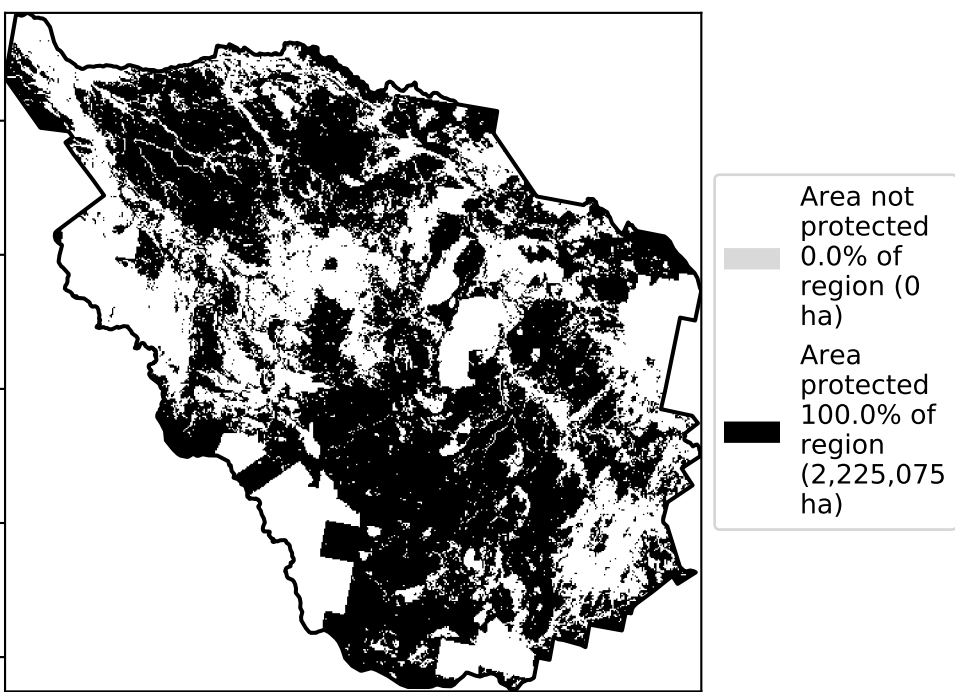 Area not
protected
0.0% of
region (0
ha)
Area
protected
100.0% of
region
(2,225,075
ha)